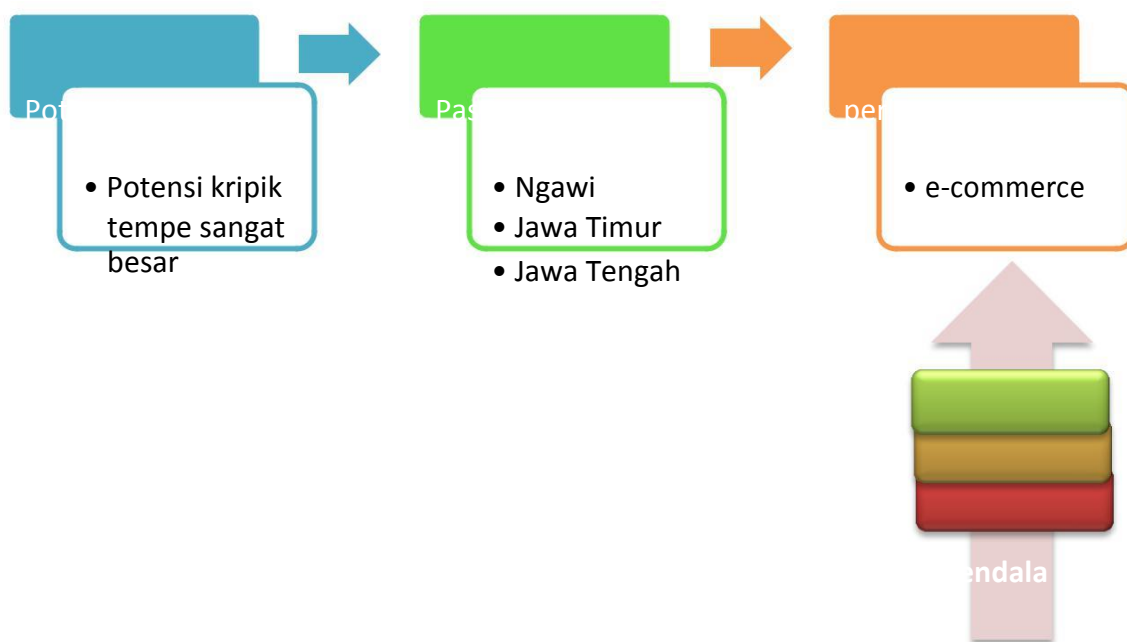 • Potensi kripik
tempe sangat
besar
• Ngawi
• Jawa Timur
• Jawa Tengah
• e-commerce